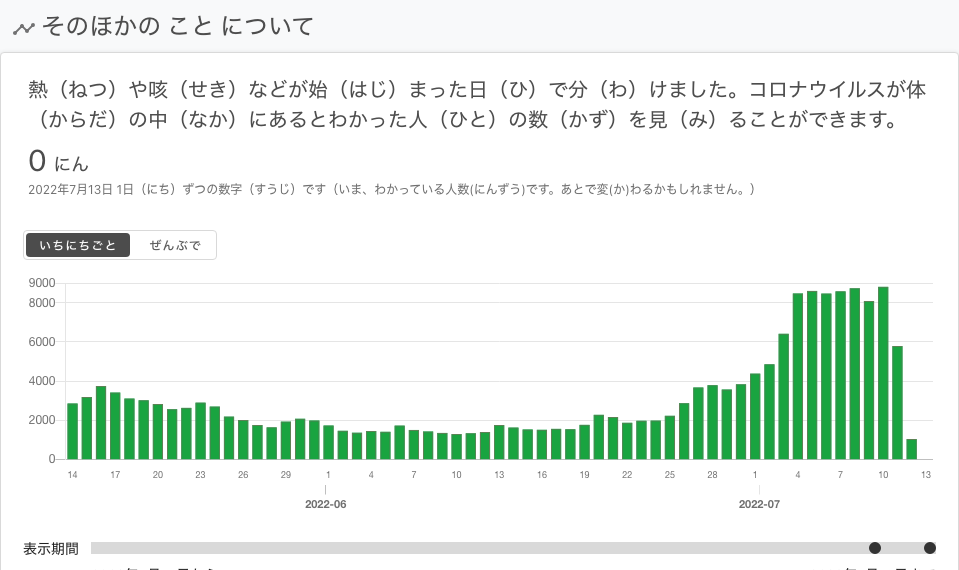 そのほかの こと について
熱（ねつ）や咳（せき）などが始（はじ）まった日（ひ）で分（わ）けました。コロナウイルスが体
（からだ）の中（なか）にあるとわかった人（ひと）の数（かず）を見（み）ることができます。
0 にん
2022年7月13日 1日（にち）ずつの数字（すうじ）です（いま、わかっている人数(にんずう)です。あとで変(か)わるかもしれません。）
いちにちごと ぜんぶで
9000
8000
6000
4000
2000
0
14 17 20 23 26 29 1 4 7 10 13 16 19 22 25 28 1 4 7 10 13
2022-06 2022-07
表示期間